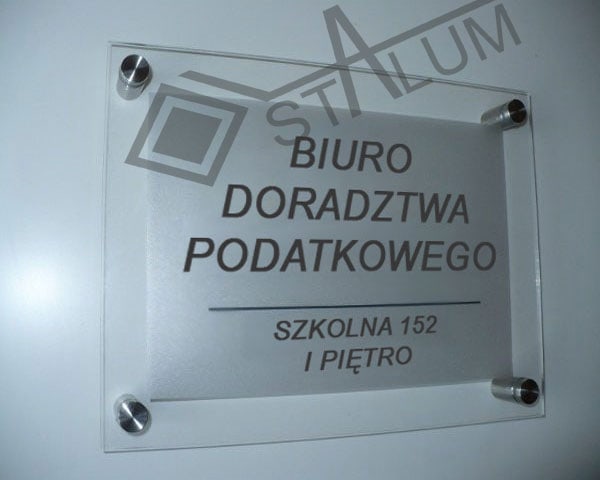 STALUM
BIURO
DORADZTWA
PODATKOWEGO
SZKOLNA 152
I PIĘTRO